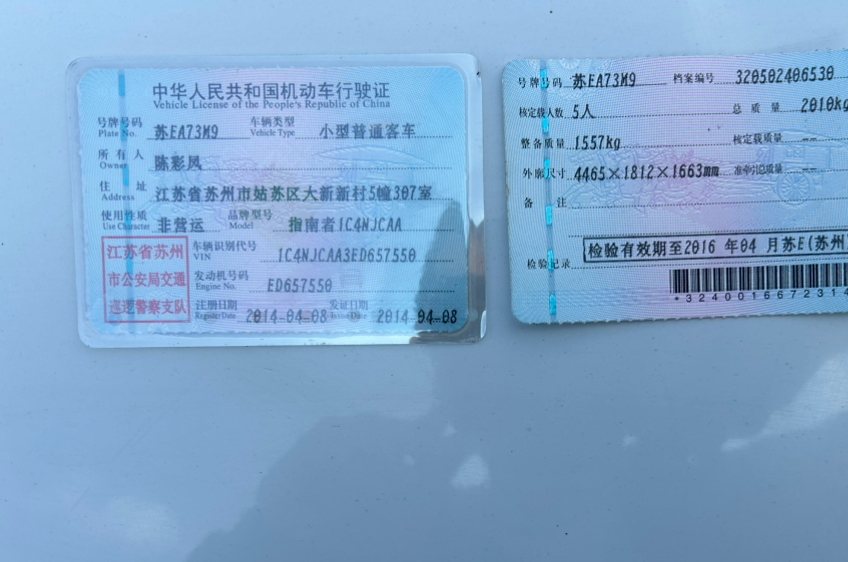 中华人民共和国机动车行驶证
Vehicle License of the People's Republic of China
号牌号码 苏EA73M9 车辆类型 小型普通客车
Plate No. Vehicle Type
所有人 陈彩凤
Owner
住址 江苏省苏州市姑苏区大新新村5幢307室
Address
使用性质 非营运 品牌型号 指南者1C4NJCAA
Use Character Model
江苏省苏州
市公安局交通
巡逻警察支队
车辆识别代号 1C4NJCAA3ED657550
VIN
发动机号码 ED657550
Engine No.
注册日期 2014-04-08 发证日期 2014-04-08
Register Date Issue Date
号牌号码 苏EA73M9 档案编号 320502406530
核定载人数 5人 总质量 2010kg
整备质量 1557kg 核定载质量 --
外廓尺寸 4465×1812×1663mm 准牵引总质量 --
备注
检验记录 检验有效期至2016年04月苏E(苏州)
*3240016672314